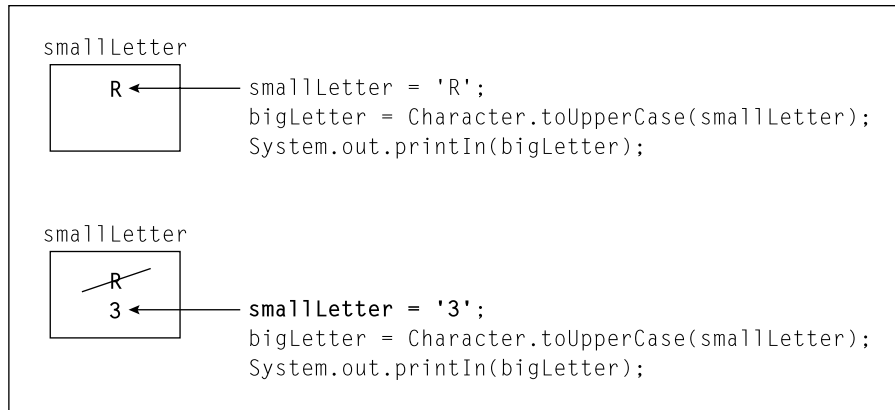 smallLetter
R
smallLetter = 'R';
bigLetter = Character.toUpperCase(smallLetter);
System.out.printIn(bigLetter);
smallLetter
R
3
smallLetter = '3';
bigLetter = Character.toUpperCase(smallLetter);
System.out.printIn(bigLetter);